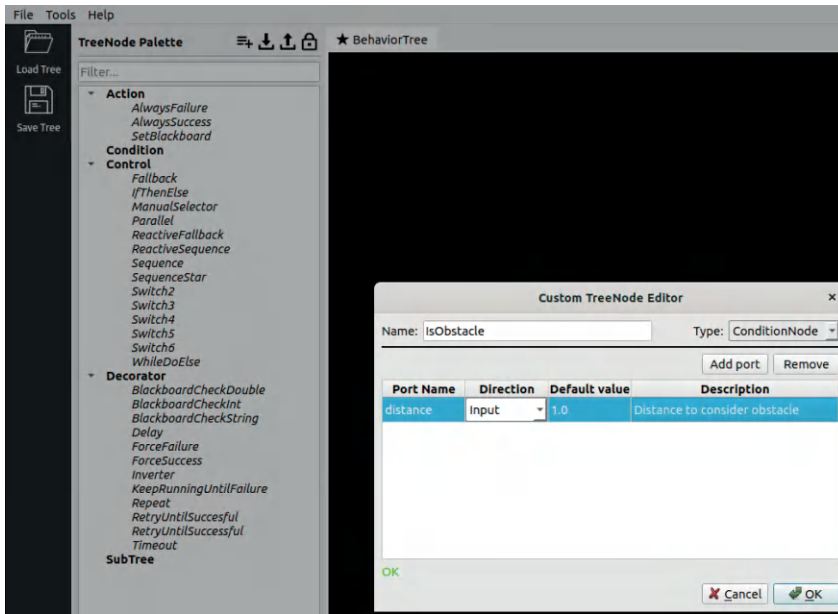 File Tools Help
TreeNode Palette
★ BehaviorTree
Load Tree
Save Tree
Filter...
Action
AlwaysFailure
AlwaysSuccess
SetBlackboard
Condition
Control
Fallback
IfThenElse
ManualSelector
Parallel
ReactiveFallback
ReactiveSequence
Sequence
SequenceStar
Switch2
Switch3
Switch4
Switch5
Switch6
WhileDoElse
Decorator
BlackboardCheckDouble
BlackboardCheckInt
BlackboardCheckString
Delay
ForceFailure
ForceSuccess
Inverter
KeepRunningUntilFailure
Repeat
RetryUntilSuccesful
RetryUntilSuccessful
Timeout
SubTree
Custom TreeNode Editor ×
Name: IsObstacle Type: ConditionNode
Add port Remove
Port Name Direction Default value Description
distance Input 1.0 Distance to consider obstacle
OK
Cancel OK